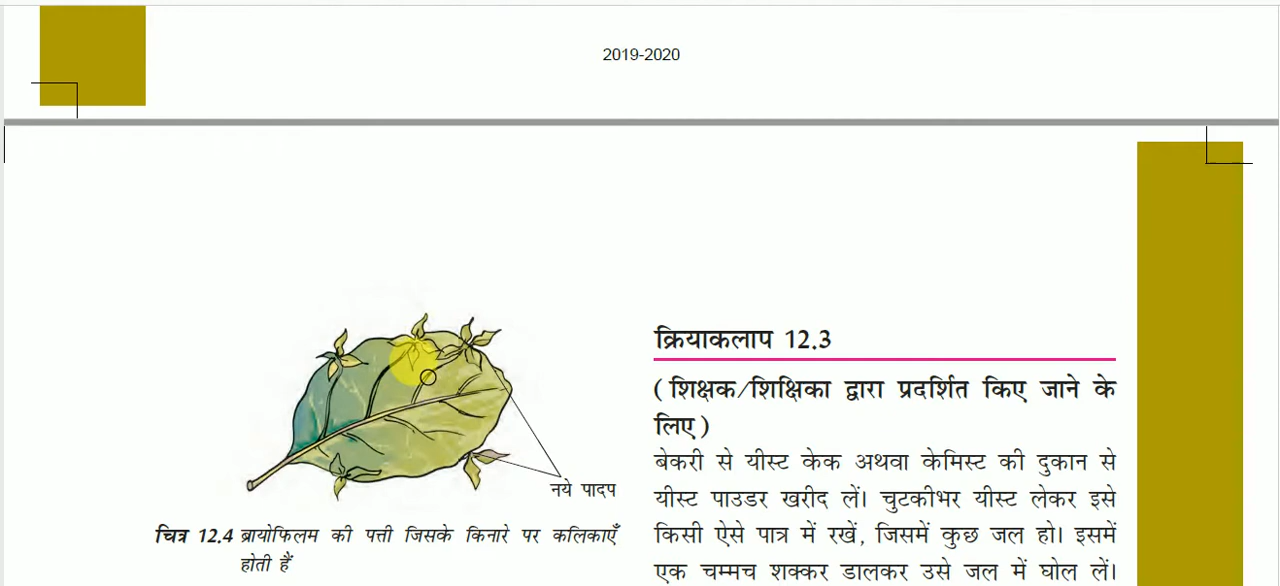 2019-2020
नये पादप
चित्र 12.4 ब्रायोफिलम की पत्ती जिसके किनारे पर कलिकाएँ
होती हैं
क्रियाकलाप 12.3
(शिक्षक/शिक्षिका द्वारा प्रदर्शित किए जाने के
लिए)
बेकरी से यीस्ट केक अथवा केमिस्ट की दुकान से
यीस्ट पाउडर खरीद लें। चुटकीभर यीस्ट लेकर इसे
किसी ऐसे पात्र में रखें, जिसमें कुछ जल हो। इसमें
एक चम्मच शक्कर डालकर उसे जल में घोल लें।